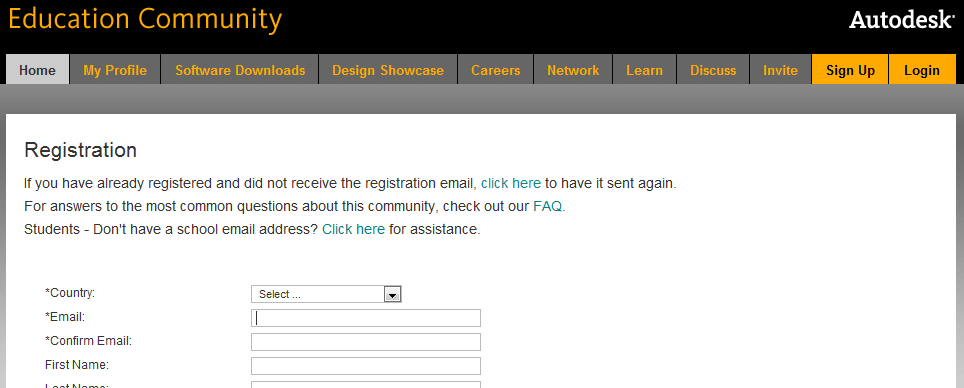 Education Community
Autodesk
Home My Profile Software Downloads Design Showcase Careers Network Learn Discuss Invite Sign Up Login
Registration
If you have already registered and did not receive the registration email, click here to have it sent again.
For answers to the most common questions about this community, check out our FAQ.
Students - Don't have a school email address? Click here for assistance.
*Country: Select ...
*Email:
*Confirm Email:
First Name:
Last Name: